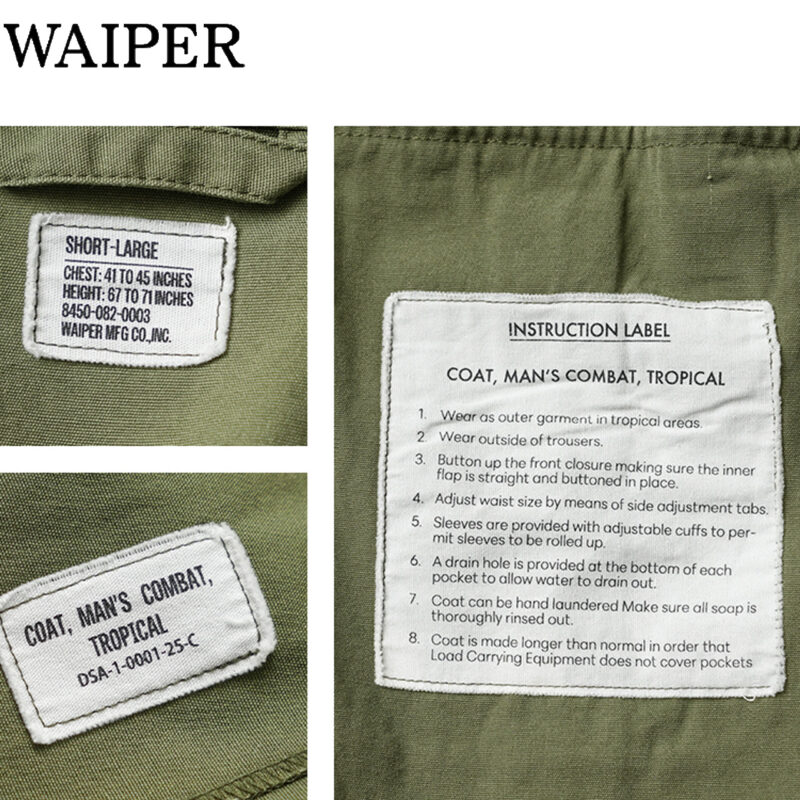 WAIPER
SHORT-LARGE
CHEST: 41 TO 45 INCHES
HEIGHT: 67 TO 71 INCHES
8450-082-0003
WAIPER MFG CO.,INC.
COAT, MAN'S COMBAT,
TROPICAL
DSA-1-0001-25-C
INSTRUCTION LABEL
COAT, MAN'S COMBAT, TROPICAL
1. Wear as outer garment in tropical areas.
2 Wear outside of trousers.
3. Button up the front closure making sure the inner
flap is straight and buttoned in place.
4. Adjust waist size by means of side adjustment tabs.
5. Sleeves are provided with adjustable cuffs to per-
mit sleeves to be rolled up.
6. A drain hole is provided at the bottom of each
pocket to allow water to drain out.
7. Coat can be hand laundered Make sure all soap is
thoroughly rinsed out.
8. Coat is made longer than normal in order that
Load Carrying Equipment does not cover pockets